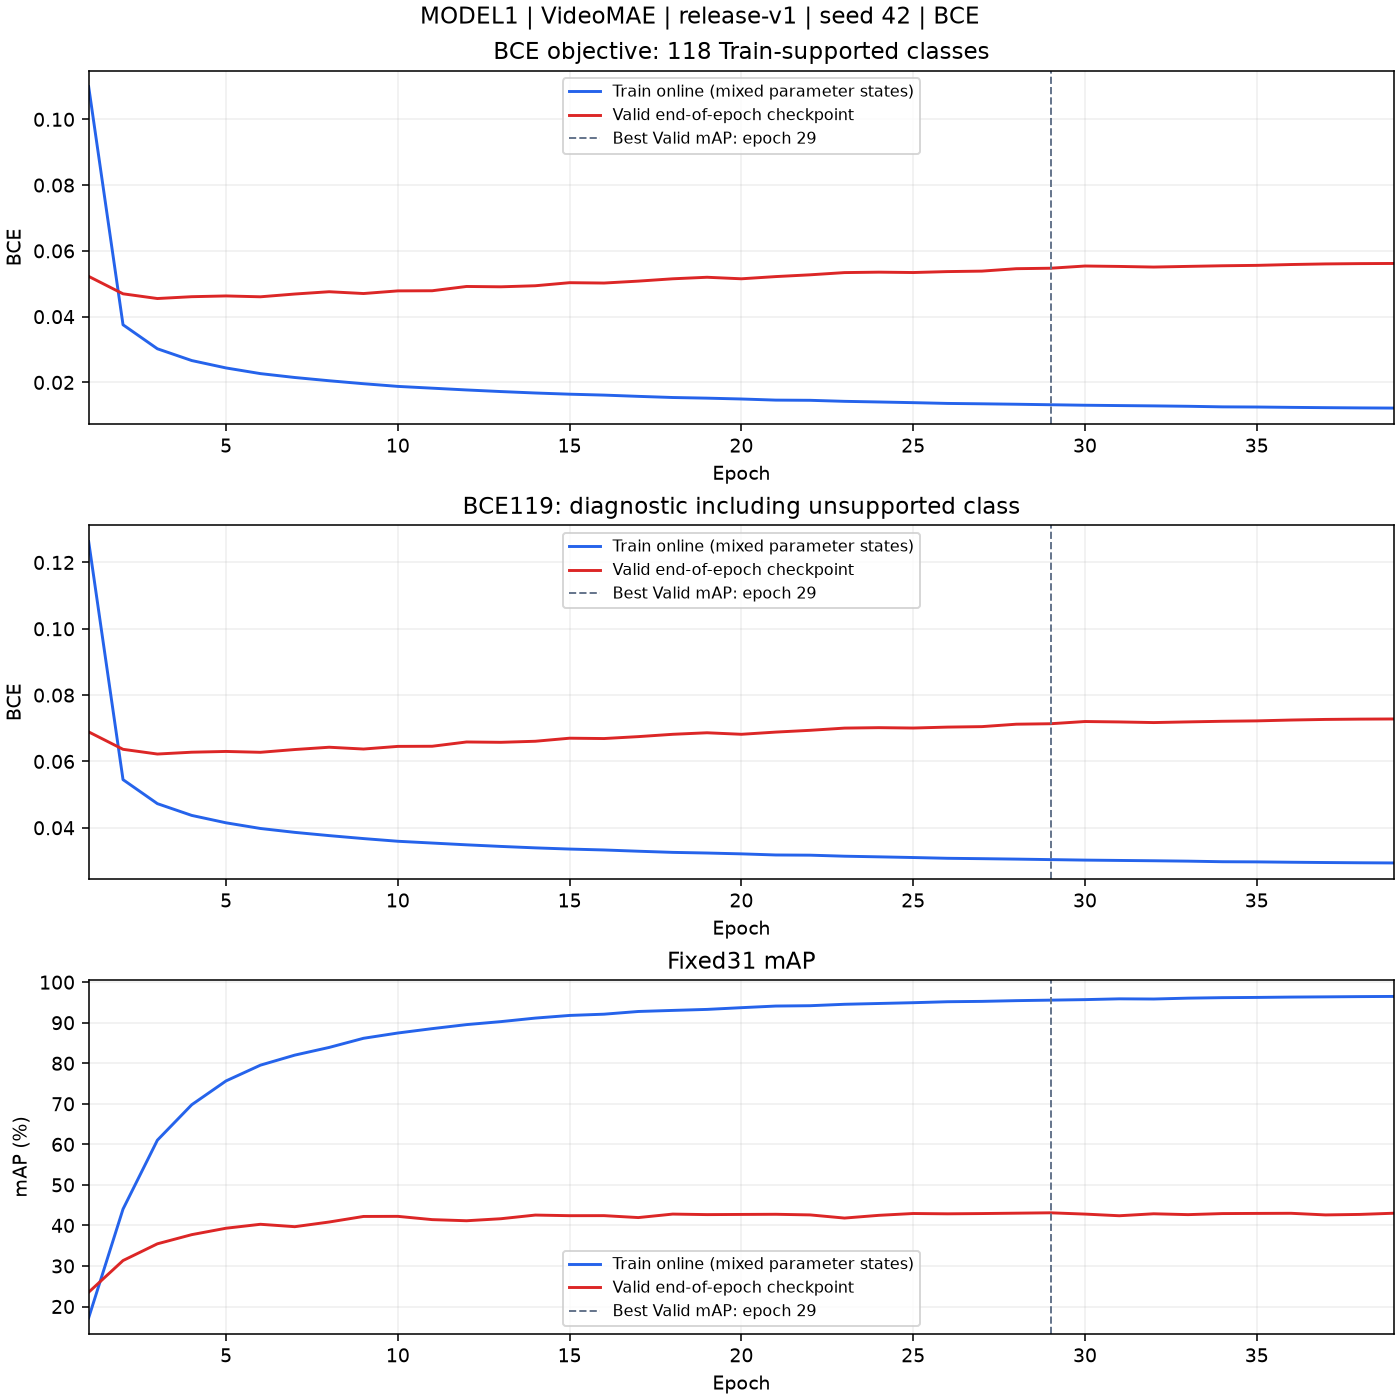 MODEL1 | VideoMAE | release-v1 | seed 42 | BCE
BCE objective: 118 Train-supported classes
Train online (mixed parameter states)
Valid end-of-epoch checkpoint
Best Valid mAP: epoch 29
BCE
0.10
0.08
0.06
0.04
0.02
5 10 15 20 25 30 35
Epoch
BCE119: diagnostic including unsupported class
Train online (mixed parameter states)
Valid end-of-epoch checkpoint
Best Valid mAP: epoch 29
BCE
0.12
0.10
0.08
0.06
0.04
5 10 15 20 25 30 35
Epoch
Fixed31 mAP
mAP (%)
100
90
80
70
60
50
40
30
20
Train online (mixed parameter states)
Valid end-of-epoch checkpoint
Best Valid mAP: epoch 29
5 10 15 20 25 30 35
Epoch